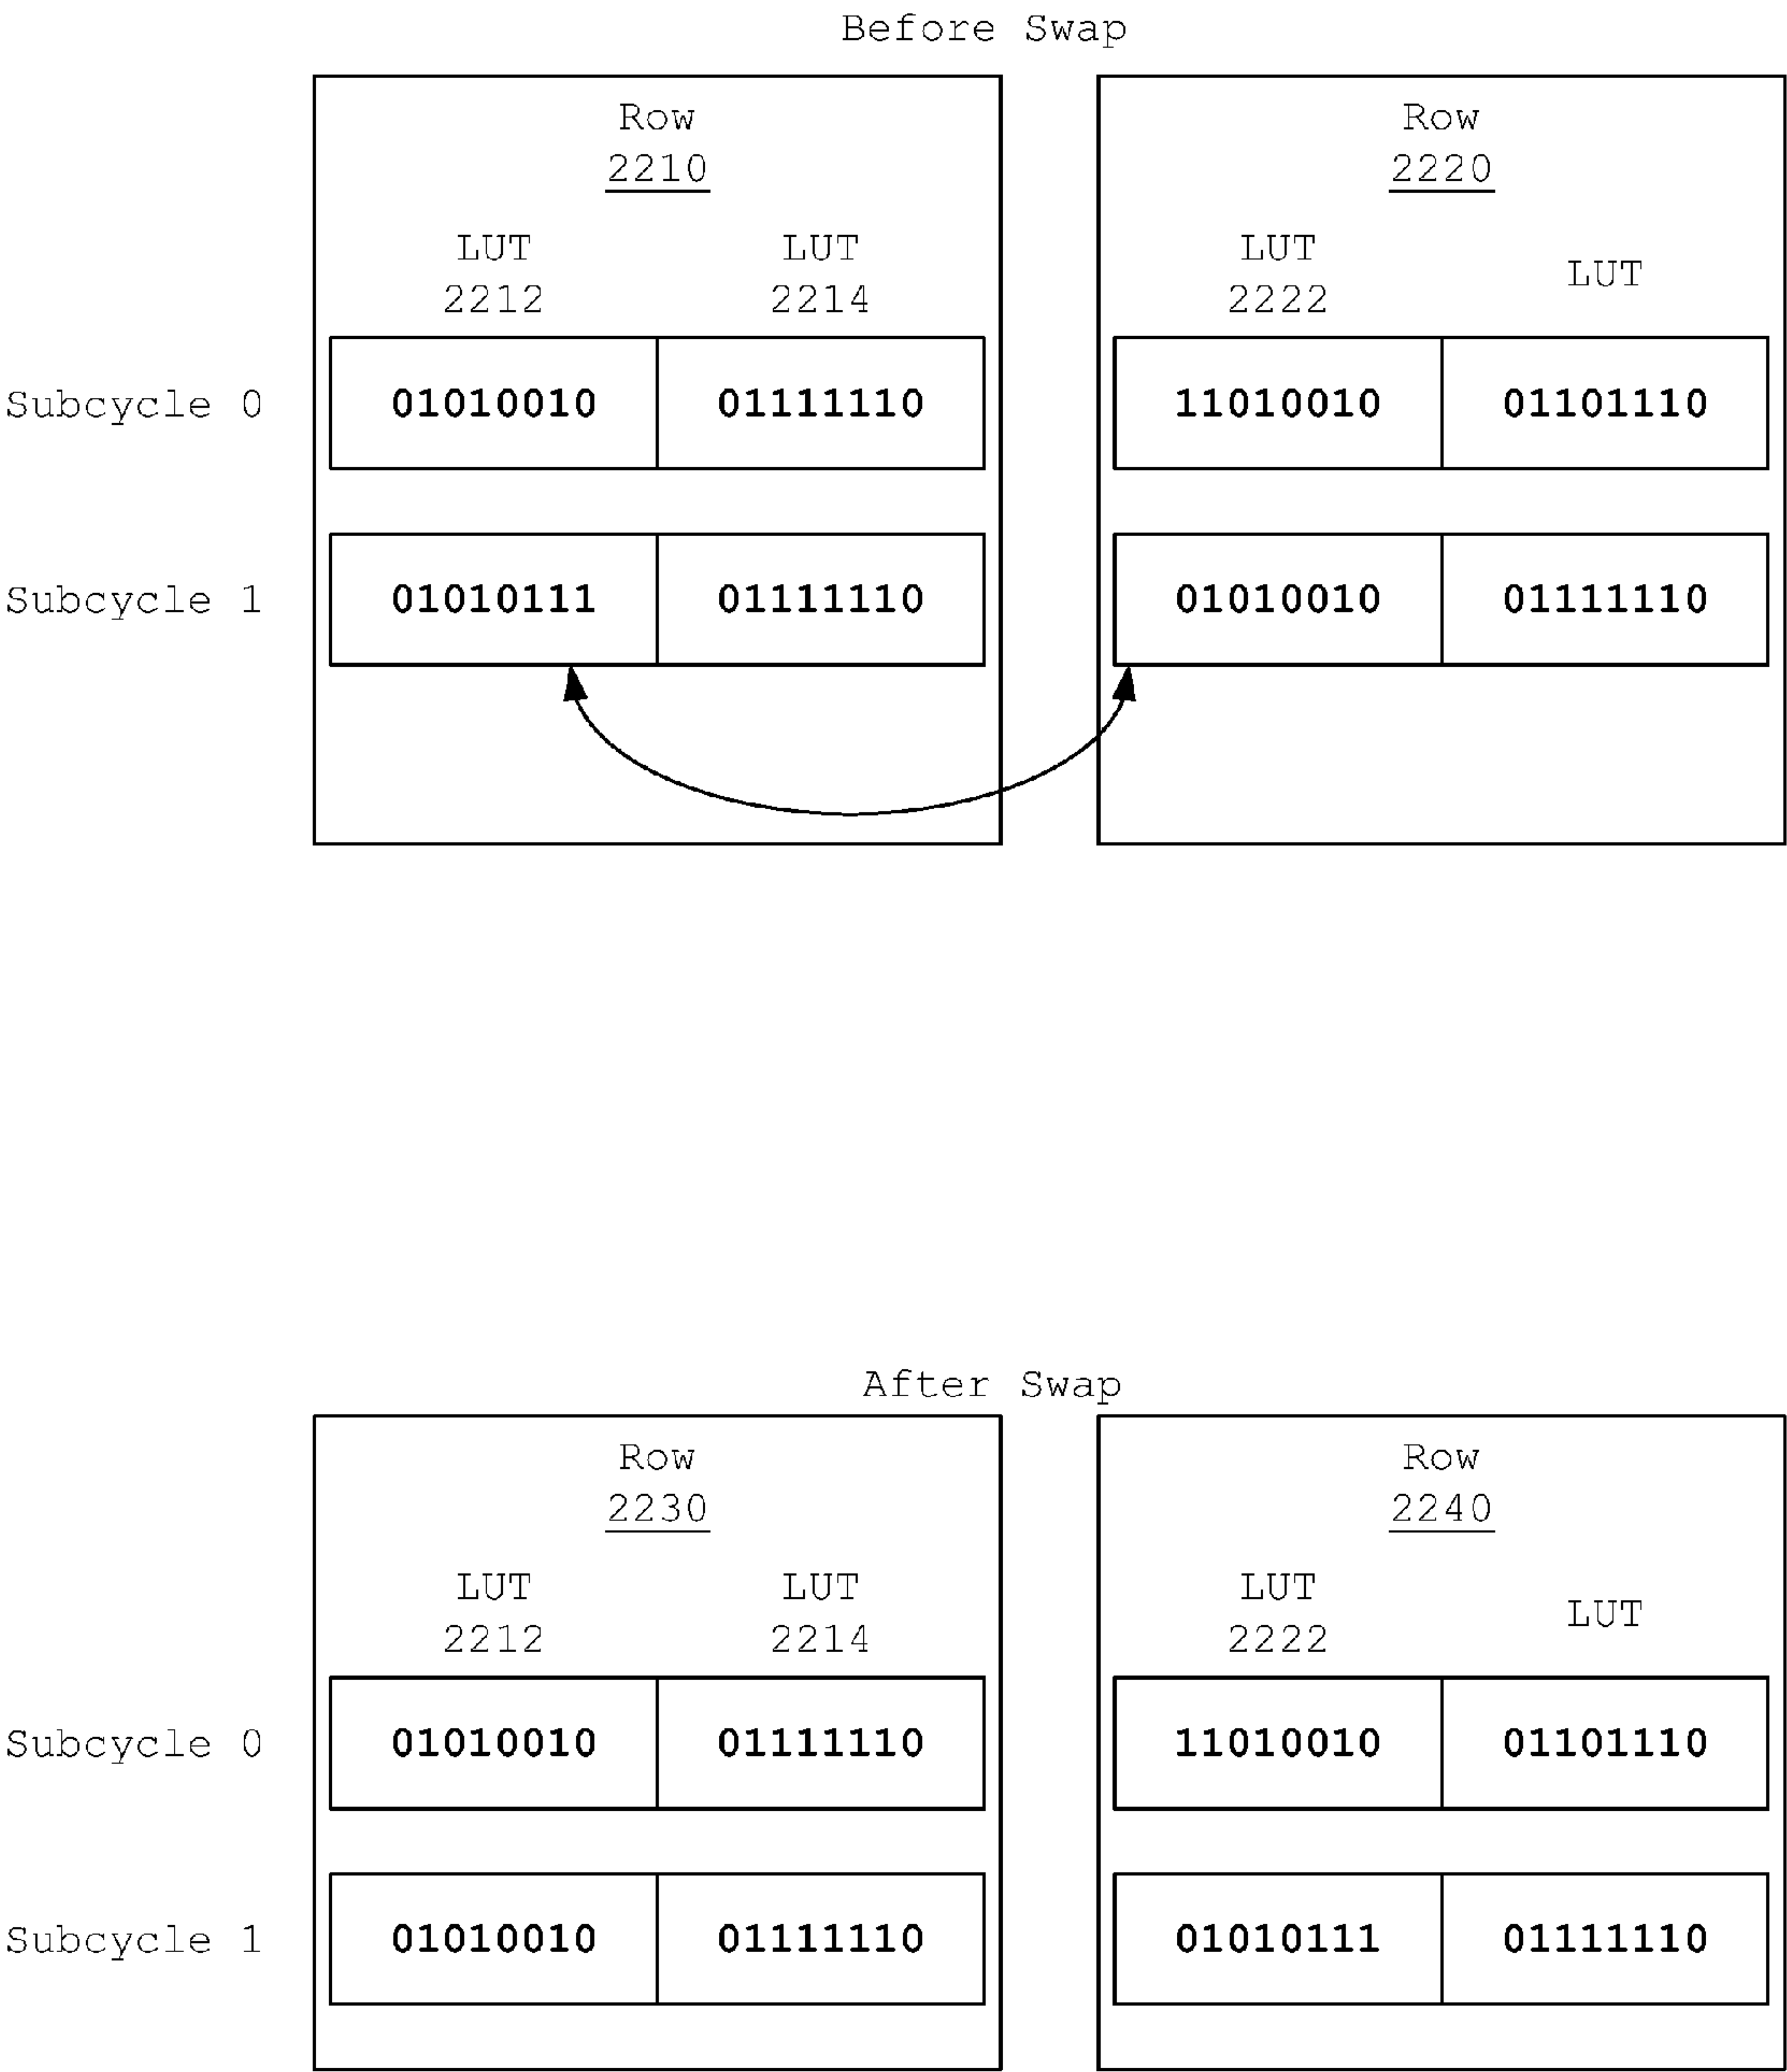 Before Swap
Row Row
2210 2220
LUT LUT LUT LUT
2212 2214 2222
Subcycle 0 01010010 01111110 11010010 01101110
Subcycle 1 01010111 01111110 01010010 01111110
After Swap
Row Row
2230 2240
LUT LUT LUT LUT
2212 2214 2222
Subcycle 0 01010010 01111110 11010010 01101110
Subcycle 1 01010010 01111110 01010111 01111110